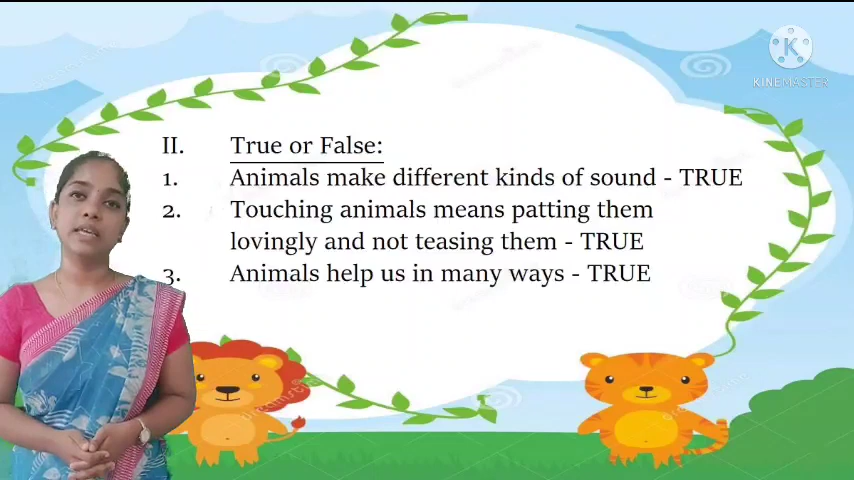 KINEMASTER
II. True or False:
1. Animals make different kinds of sound - TRUE
2. Touching animals means patting them
lovingly and not teasing them - TRUE
3. Animals help us in many ways - TRUE